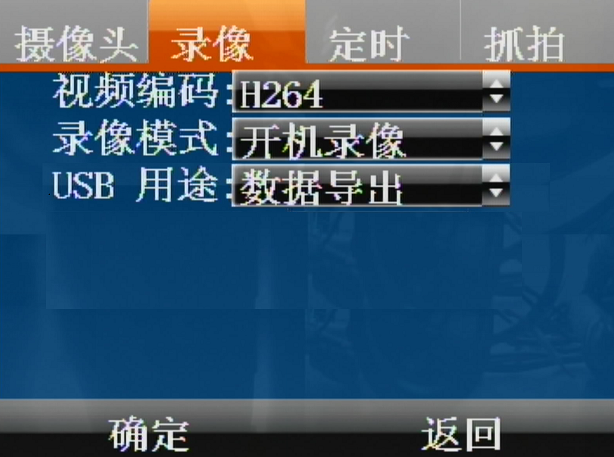 摄像头 录像 定时 抓拍
视频编码: H264
录像模式: 开机录像
USB 用途: 数据导出
确定 返回